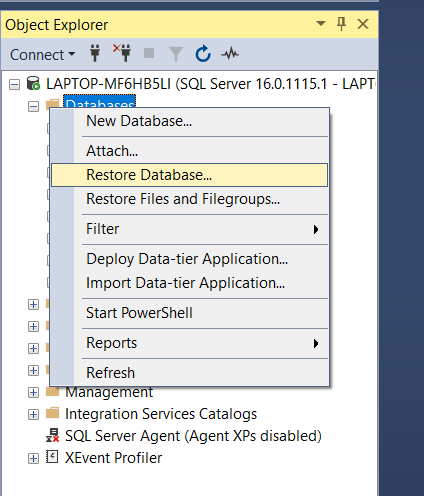 Object Explorer
Connect
LAPTOP-MF6HB5LI (SQL Server 16.0.1115.1 - LAPT
Databases
New Database...
Attach...
Restore Database...
Restore Files and Filegroups...
Filter
Deploy Data-tier Application...
Import Data-tier Application...
Start PowerShell
Reports
Refresh
Management
Integration Services Catalogs
SQL Server Agent (Agent XPs disabled)
XEvent Profiler